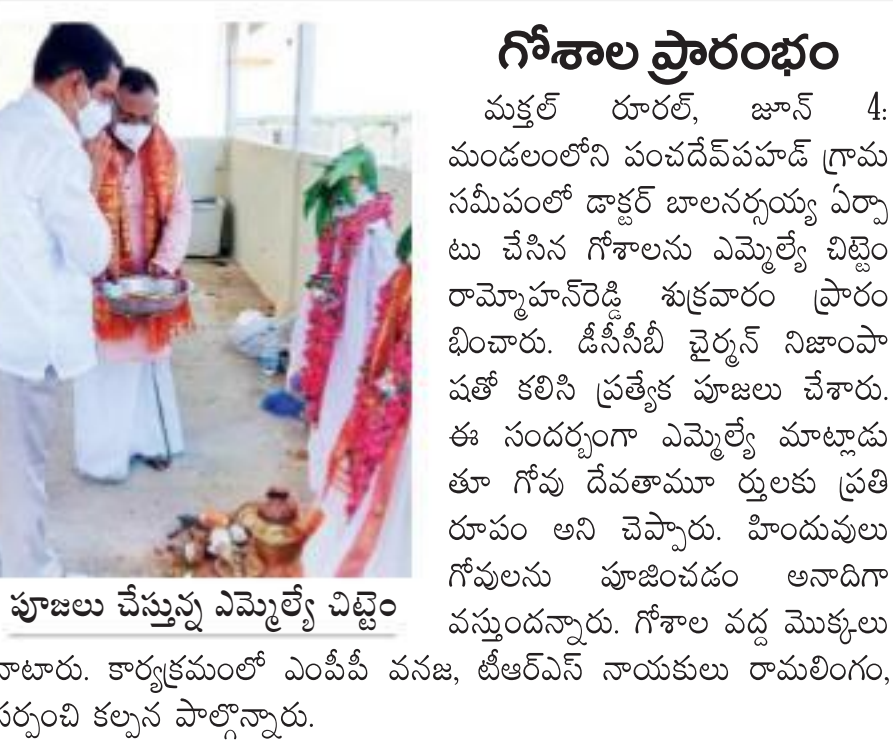 గోశాల ప్రారంభం
మక్తల్ రూరల్, జూన్ 4:
మండలంలోని పంచదేవ్‌పహడ్ గ్రామ
సమీపంలో డాక్టర్ బాలనర్సయ్య ఏర్పా
టు చేసిన గోశాలను ఎమ్మెల్యే చిట్టెం
రామ్మోహన్‌రెడ్డి శుక్రవారం ప్రారం
భించారు. డీసీసీబీ చైర్మన్ నిజాంపా
షతో కలిసి ప్రత్యేక పూజలు చేశారు.
ఈ సందర్భంగా ఎమ్మెల్యే మాట్లాడు
తూ గోవు దేవతామూ ర్తులకు ప్రతి
రూపం అని చెప్పారు. హిందువులు
గోవులను పూజించడం అనాదిగా
వస్తుందన్నారు. గోశాల వద్ద మొక్కలు
నాటారు. కార్యక్రమంలో ఎంపీపీ వనజ, టీఆర్ఎస్ నాయకులు రామలింగం,
సర్పంచి కల్పన పాల్గొన్నారు.
పూజలు చేస్తున్న ఎమ్మెల్యే చిట్టెం